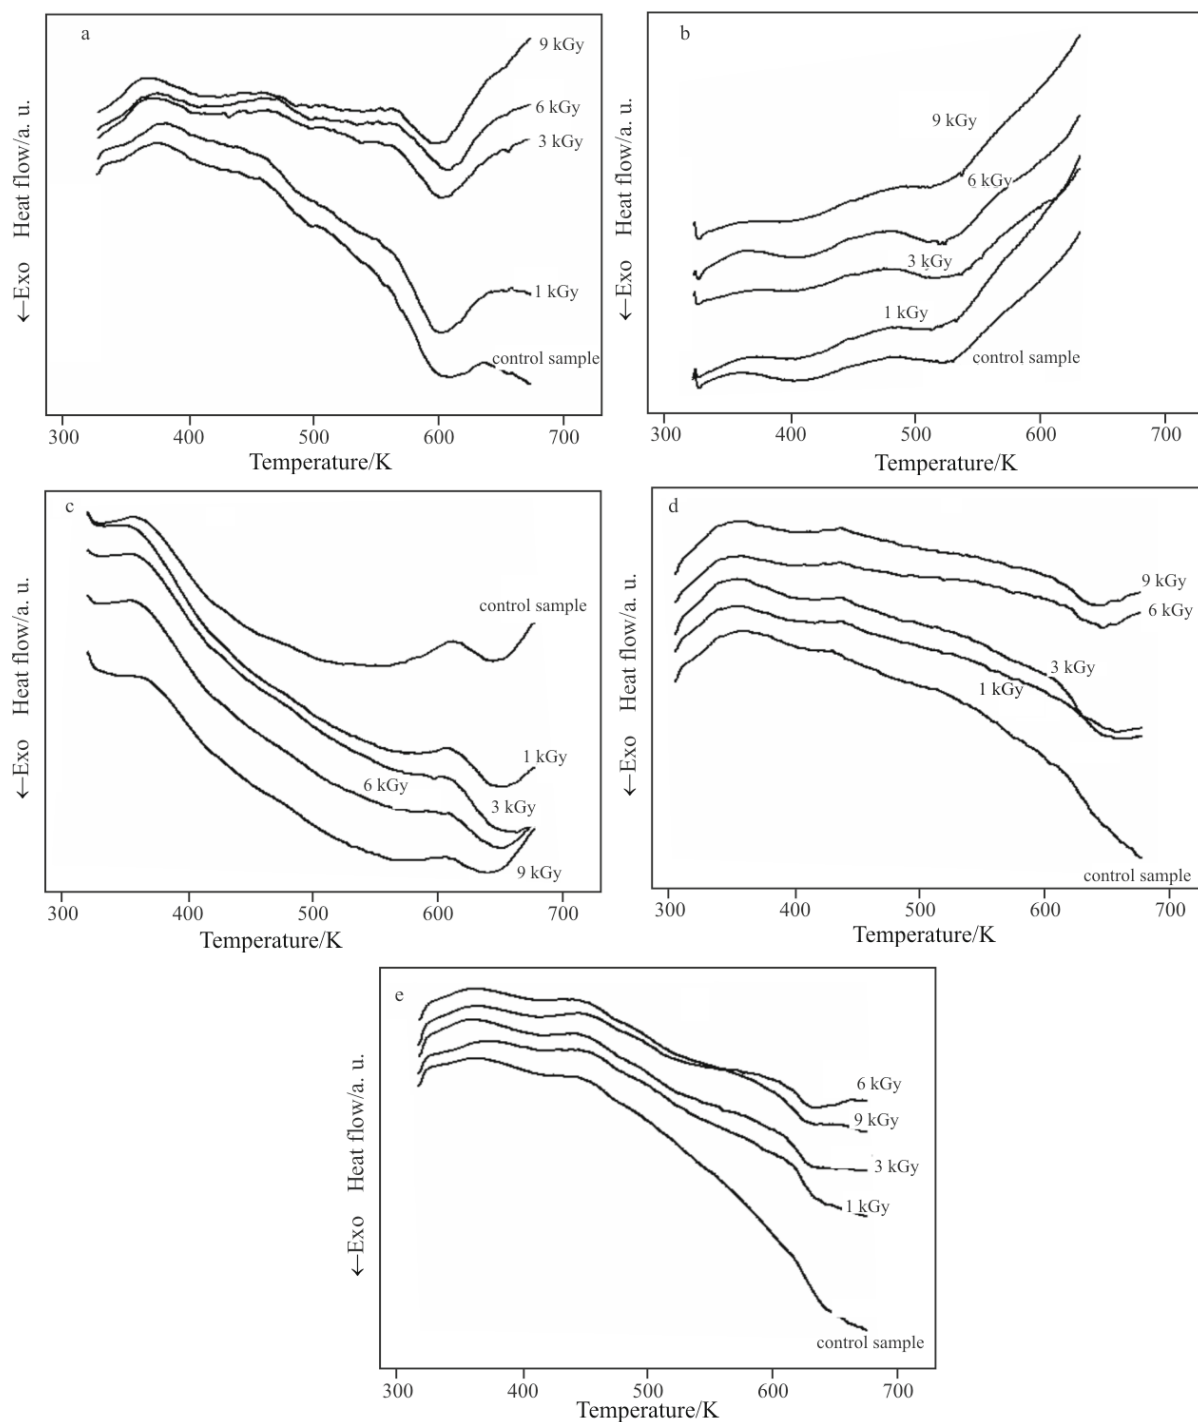 a
9 kGy
6 kGy
3 kGy
1 kGy
control sample
←Exo Heat flow/a. u.
300 400 500 600 700
Temperature/K
b
9 kGy
6 kGy
3 kGy
1 kGy
control sample
←Exo Heat flow/a. u.
300 400 500 600 700
Temperature/K
c
control sample
1 kGy
6 kGy
3 kGy
9 kGy
←Exo Heat flow/a. u.
300 400 500 600 700
Temperature/K
d
9 kGy
6 kGy
3 kGy
1 kGy
control sample
←Exo Heat flow/a. u.
300 400 500 600 700
Temperature/K
e
6 kGy
9 kGy
3 kGy
1 kGy
control sample
←Exo Heat flow/a. u.
300 400 500 600 700
Temperature/K